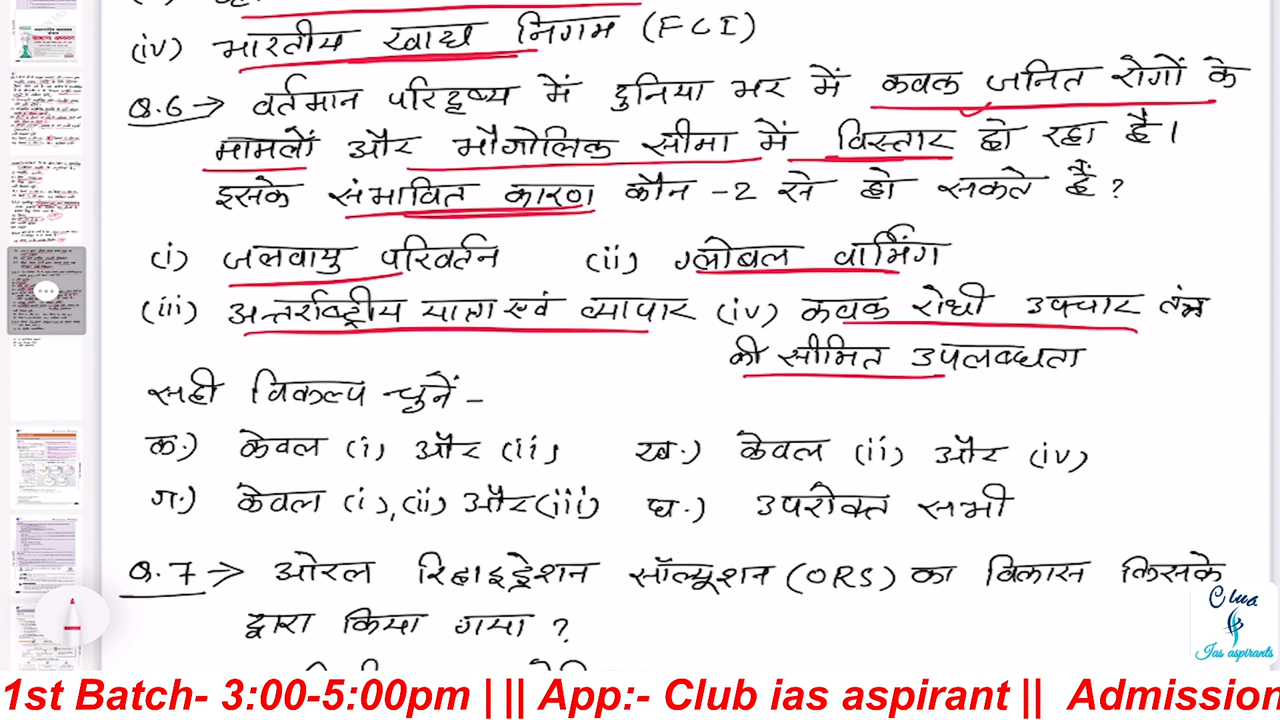 (iv) भारतीय खाद्य निगम (FCI)
Q.6 → वर्तमान परिदृष्य में दुनिया भर में कवक जनित रोगों के
मामलों और भौगोलिक सीमा में विस्तार हो रहा है।
इसके संभावित कारण कौन -2 से हो सकते हैं ?
(i) जलवायु परिवर्तन (ii) ग्लोबल वार्मिंग
(iii) अन्तर्राष्ट्रीय यात्रा एवं व्यापार (iv) कवक रोधी उपचार तंत्र
की सीमित उपलब्धता
सही विकल्प चुनें -
क.) केवल (i) और (ii) ख.) केवल (ii) और (iv)
ग.) केवल (i), (ii) और (iii) घ.) उपरोक्त सभी
Q.7 → ओरल रिहाइड्रेशन सॉल्यूशन (ORS) का विकास किसके
द्वारा किया गया ?
Club
Ias aspirants
1st Batch- 3:00-5:00pm | || App:- Club ias aspirant || Admission